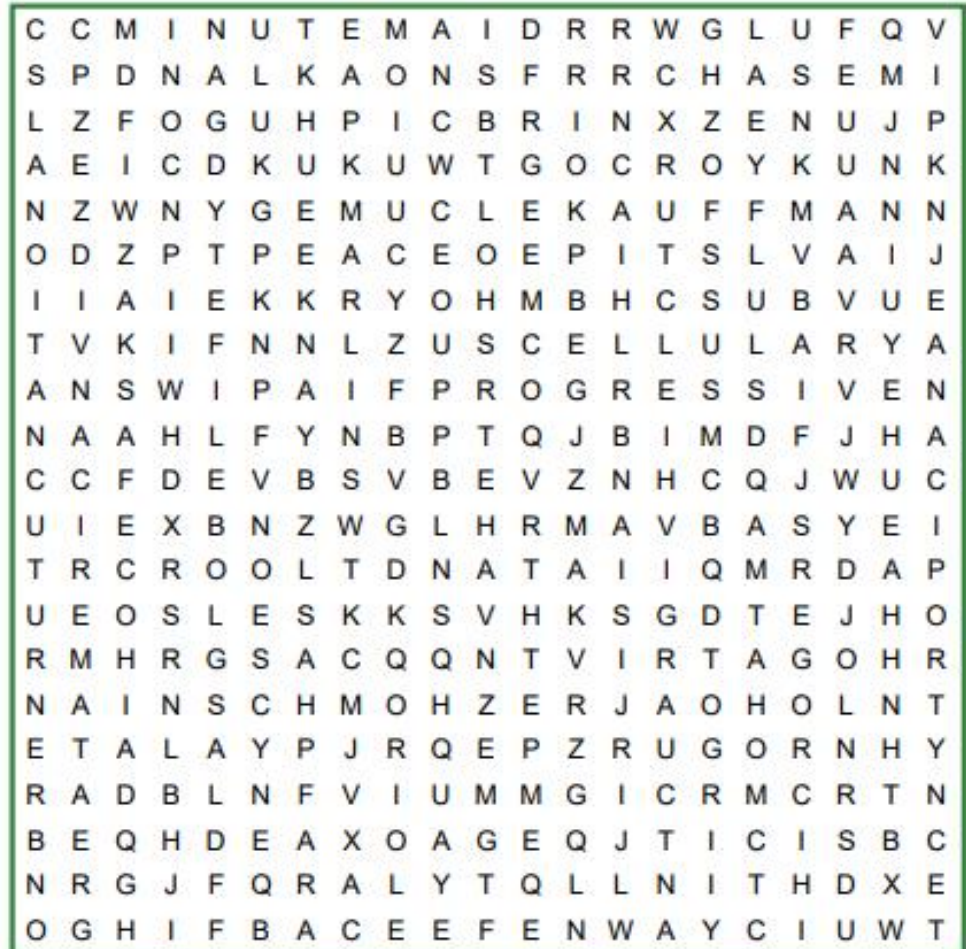 C C M I N U T E M A I D R R W G L U F Q V
S P D N A L K A O N S F R R C H A S E M I
L Z F O G U H P I C B R I N X Z E N U J P
A E I C D K U K U W T G O C R O Y K U N K
N Z W N Y G E M U C L E K A U F F M A N N
O D Z P T P E A C E O E P I T S L V A I J
I I A I E K K R Y O H M B H C S U B V U E
T V K I F N N L Z U S C E L L U L A R Y A
A N S W I P A I F P R O G R E S S I V E N
N A A H L F Y N B P T Q J B I M D F J H A
C C F D E V B S V B E V Z N H C Q J W U C
U I E X B N Z W G L H R M A V B A S Y E I
T R C R O O L T D N A T A I I Q M R D A P
U E O S L E S K K S V H K S G D T E J H O
R M H R G S A C Q Q N T V I R T A G O H R
N A I N S C H M O H Z E R J A O H O L N T
E T A L A Y P J R Q E P Z R U G O R N H Y
R A D B L N F V I U M M G I C R M C R T N
B E Q H D E A X O A G E Q J T I C I S B C
N R G J F Q R A L Y T Q L L N I T H D X E
O G H I F B A C E E F E N W A Y C I U W T